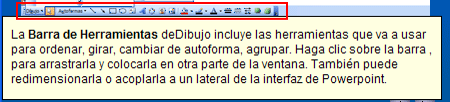 Dibujo Autoformas
La Barra de Herramientas deDibujo incluye las herramientas que va a usar
para ordenar, girar, cambiar de autoforma, agrupar. Haga clic sobre la barra ,
para arrastrarla y colocarla en otra parte de la ventana. También puede
redimensionarla o acoplarla a un lateral de la interfaz de Powerpoint.